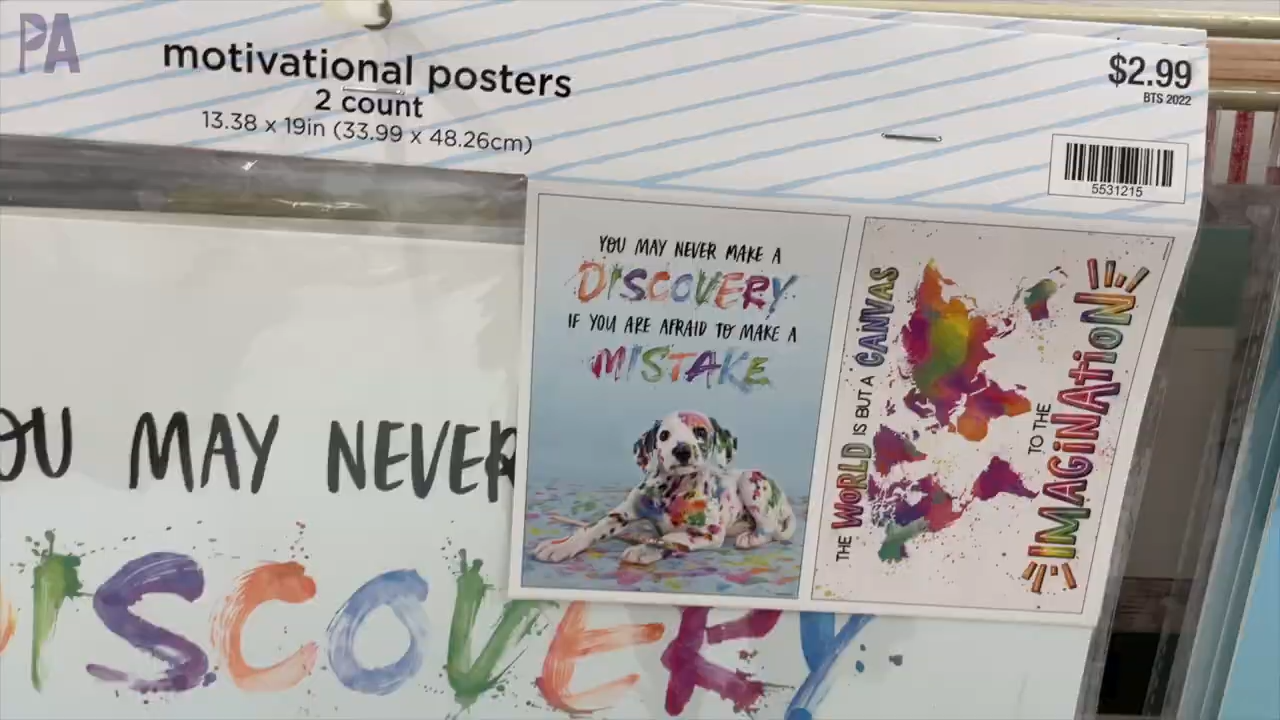 PA
motivational posters
2 count
13.38 x 19in (33.99 x 48.26cm)
$2.99
BTS 2022
5531215
YOU MAY NEVER MAKE A
DISCOVERY
IF YOU ARE AFRAID TO MAKE A
MISTAKE
THE WORLD IS BUT A CANVAS
TO THE
IMAGINATION
OU MAY NEVER
DISCOVERY